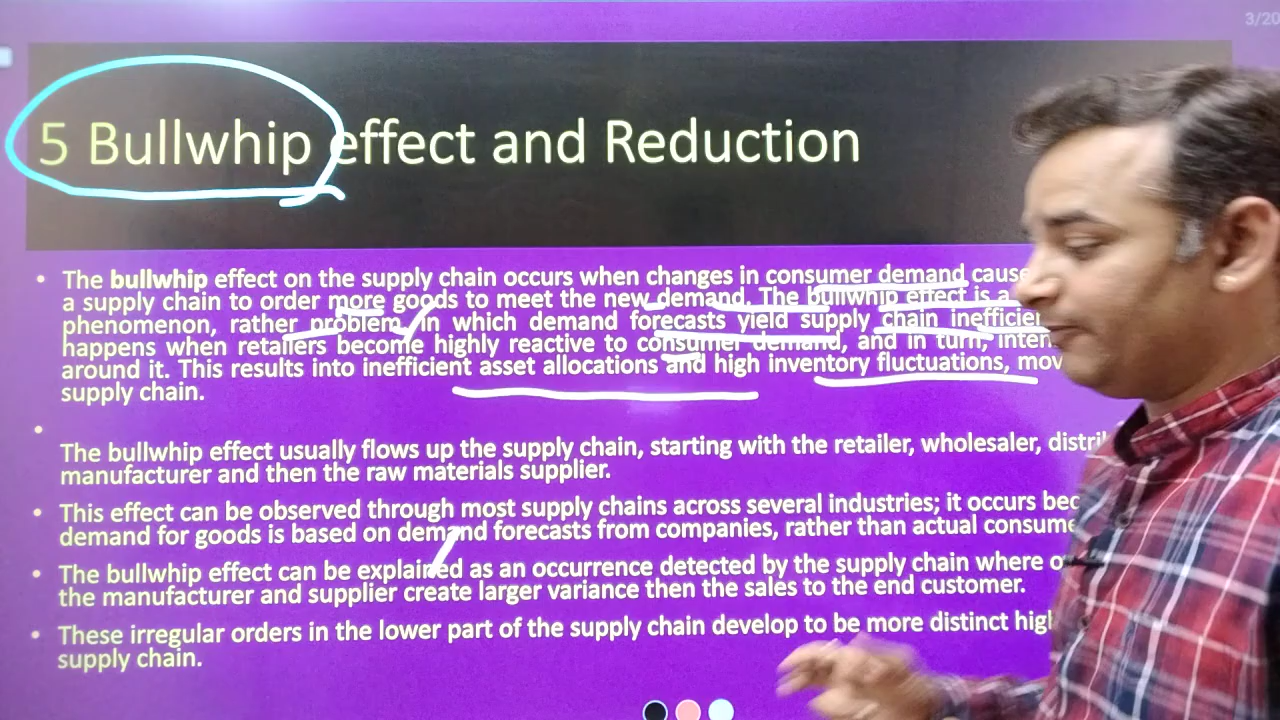 3/20
5 Bullwhip effect and Reduction
• The bullwhip effect on the supply chain occurs when changes in consumer demand cause
a supply chain to order more goods to meet the new demand. The bullwhip effect is a
phenomenon, rather problem, in which demand forecasts yield supply chain
happens when retailers become highly reactive to consumer demand, and in turn,
around it. This results into inefficient asset allocations and high inventory fluctuations,
supply chain.
•
The bullwhip effect usually flows up the supply chain, starting with the retailer, wholesaler,
manufacturer and then the raw materials supplier.
• This effect can be observed through most supply chains across several industries; it occurs
demand for goods is based on demand forecasts from companies, rather than actual
• The bullwhip effect can be explained as an occurrence detected by the supply chain where
the manufacturer and supplier create larger variance then the sales to the end customer.
• These irregular orders in the lower part of the supply chain develop to be more distinct
supply chain.